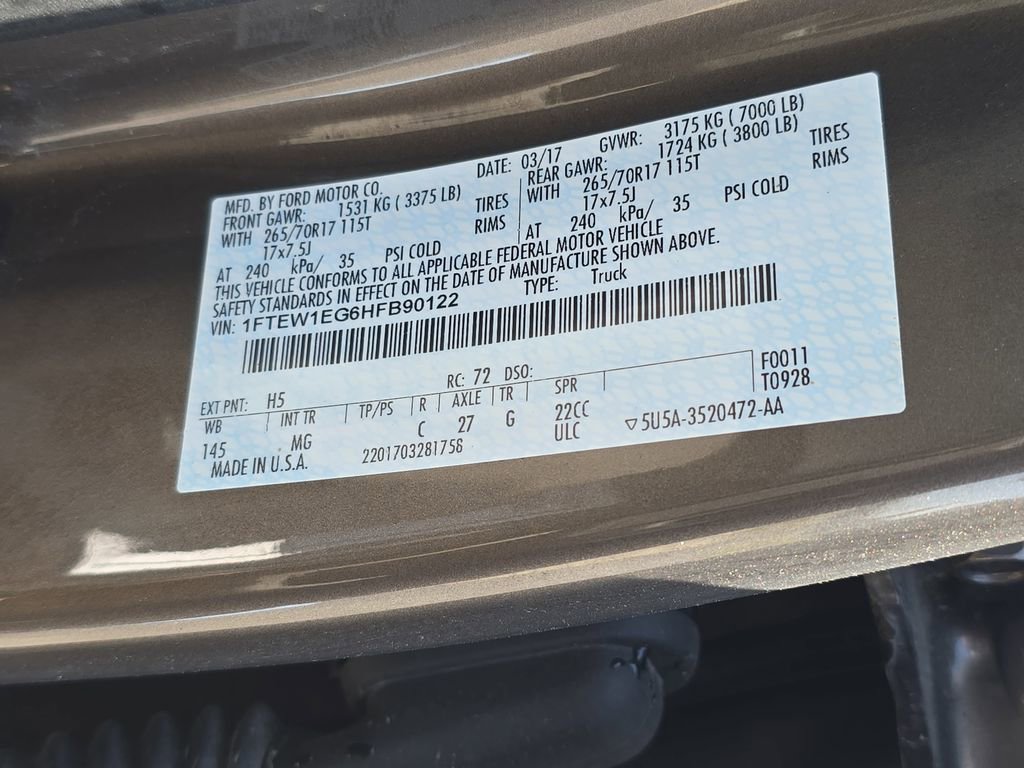 MFD. BY FORD MOTOR CO. DATE: 03/17 GVWR: 3175 KG ( 7000 LB)
FRONT GAWR: 1531 KG ( 3375 LB) REAR GAWR: 1724 KG ( 3800 LB)
WITH 265/70R17 115T TIRES WITH 265/70R17 115T TIRES
17x7.5J RIMS 17x7.5J RIMS
AT 240 kPa/ 35 PSI COLD AT 240 kPa/ 35 PSI COLD
THIS VEHICLE CONFORMS TO ALL APPLICABLE FEDERAL MOTOR VEHICLE
SAFETY STANDARDS IN EFFECT ON THE DATE OF MANUFACTURE SHOWN ABOVE.
VIN: 1FTEW1EG6HFB90122 TYPE: Truck
EXT PNT: H5 RC: 72 DSO: F0011
WB INT TR TP/PS R AXLE TR SPR T0928
145 MG C 27 G 22CC
ULC ▽5U5A-3520472-AA
MADE IN U.S.A. 2201703281758